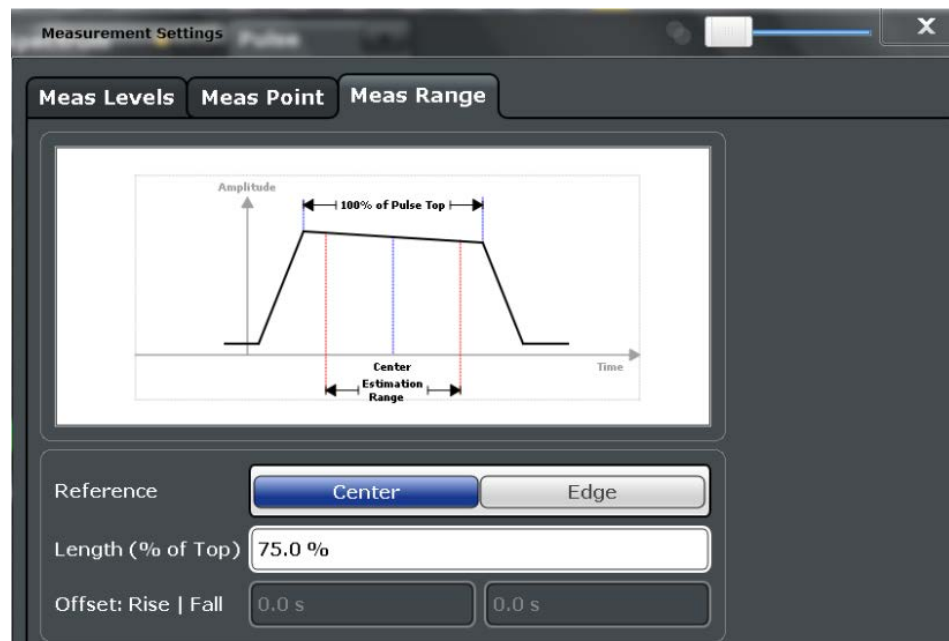 Measurement Settings
Pulse
X
Meas Levels
Meas Point
Meas Range
Amplitude
100% of Pulse Top
Center
Time
Estimation
Range
Reference
Center
Edge
Length (% of Top)
75.0 %
Offset: Rise | Fall
0.0 s
0.0 s